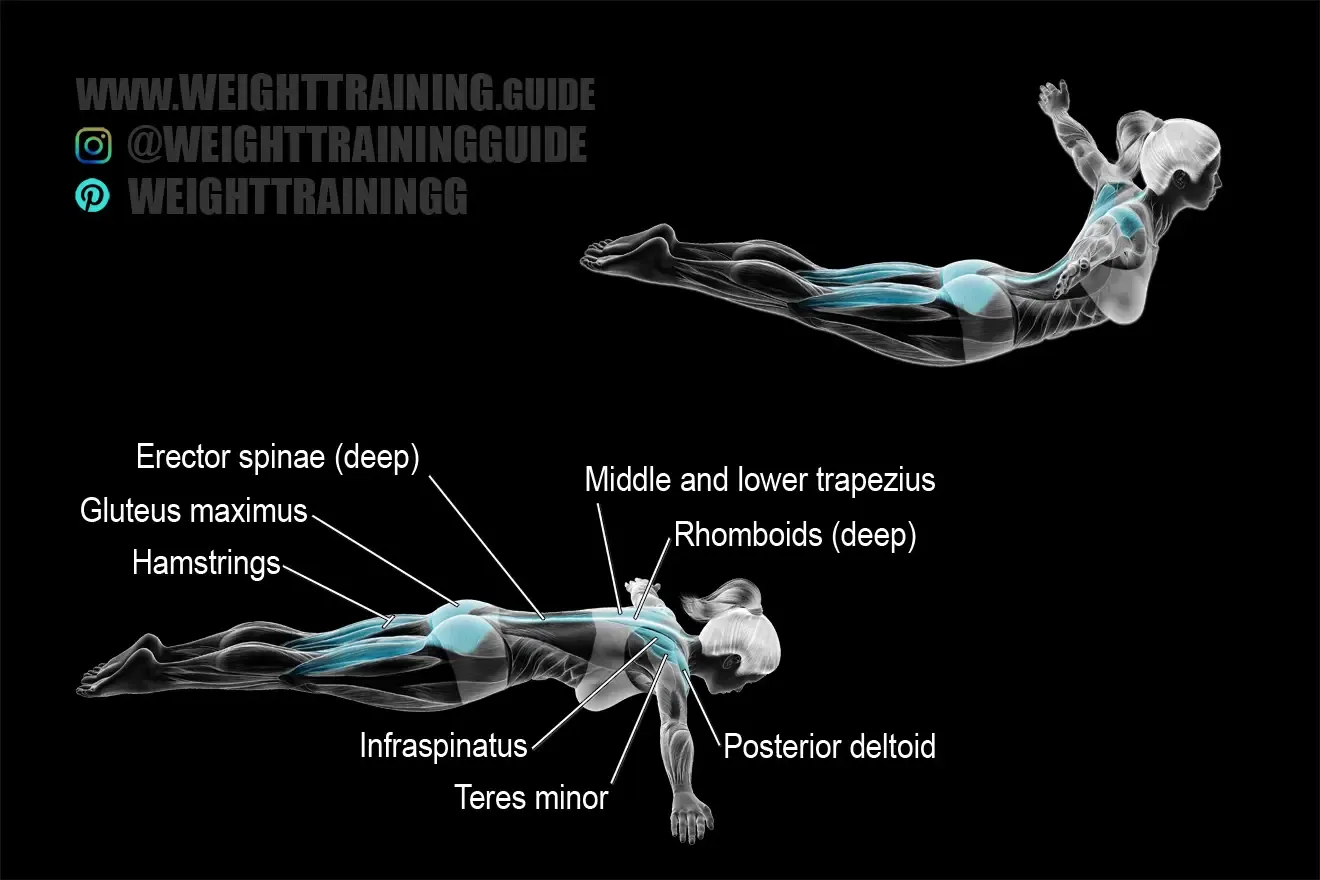 WWW.WEIGHTTRAINING.GUIDE
@WEIGHTTRAININGGUIDE
WEIGHTTRAININGG
Erector spinae (deep)
Middle and lower trapezius
Gluteus maximus
Rhomboids (deep)
Hamstrings
Infraspinatus
Posterior deltoid
Teres minor